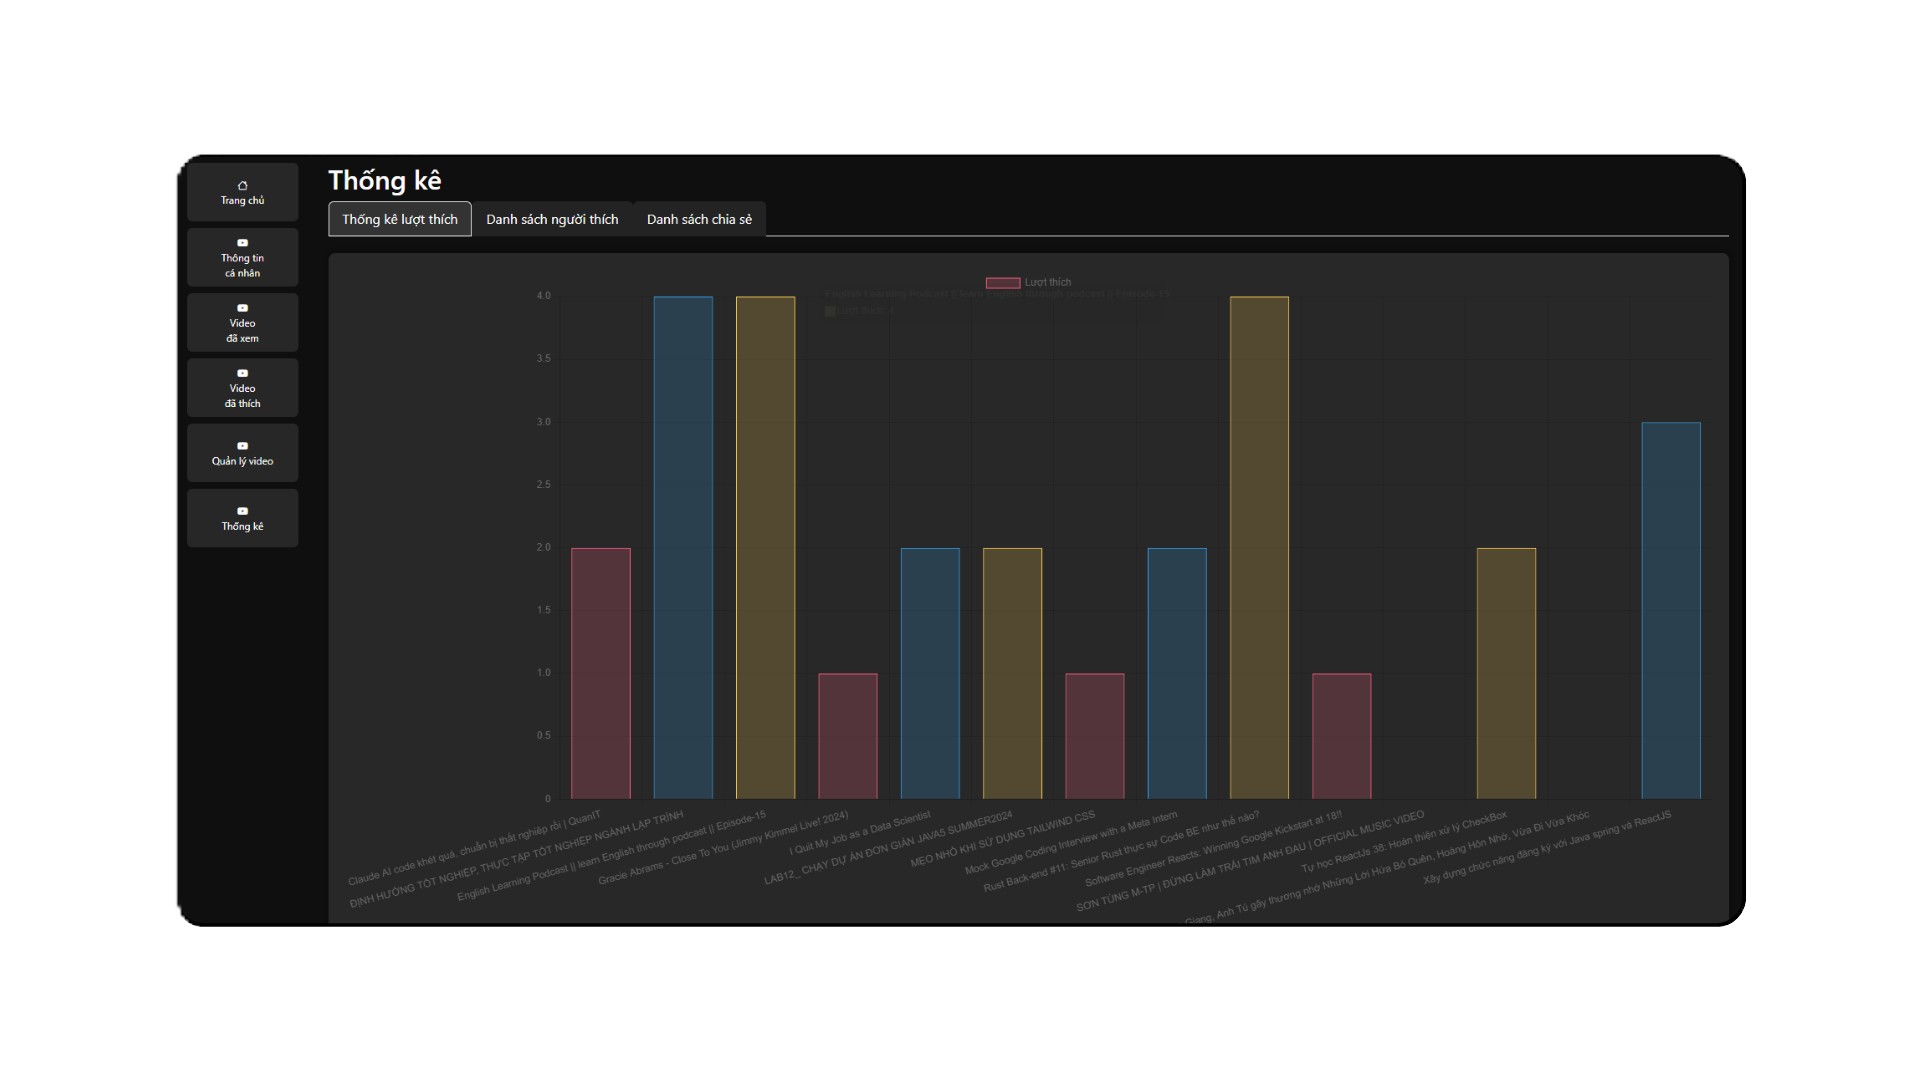 Trang chủ
Thông tin
cá nhân
Video
đã xem
Video
đã thích
Quản lý video
Thống kê
Thống kê
Thống kê lượt thích
Danh sách người thích
Danh sách chia sẻ
Lượt thích
English Learning Podcast || learn English through podcast || Episode-15
Lượt thích: 4
4.0
3.5
3.0
2.5
2.0
1.5
1.0
0.5
0
Claude AI code khét quá, chuẩn bị thất nghiệp rồi | QuanIT
ĐỊNH HƯỚNG TỐT NGHIỆP, THỰC TẬP TỐT NGHIỆP NGÀNH LẬP TRÌNH
English Learning Podcast || learn English through podcast || Episode-15
Gracie Abrams - Close To You (Jimmy Kimmel Live! 2024)
I Quit My Job as a Data Scientist
LAB12_ CHẠY DỰ ÁN ĐƠN GIẢN JAVA5 SUMMER2024
MẸO NHỎ KHI SỬ DỤNG TAILWIND CSS
Mock Google Coding Interview with a Meta Intern
Rust Back-end #11: Senior Rust thực sự Code BE như thế nào?
Software Engineer Reacts: Winning Google Kickstart at 18!!
SƠN TÙNG M-TP | ĐỪNG LÀM TRÁI TIM ANH ĐAU | OFFICIAL MUSIC VIDEO
Tự học ReactJs 38: Hoàn thiện xử lý CheckBox
Giang, Anh Tú gây thương nhớ Những Lời Hứa Bỏ Quên, Hoàng Hôn Nhớ, Vừa Đi Vừa Khóc
Xây dựng chức năng đăng ký với Java spring và ReactJS